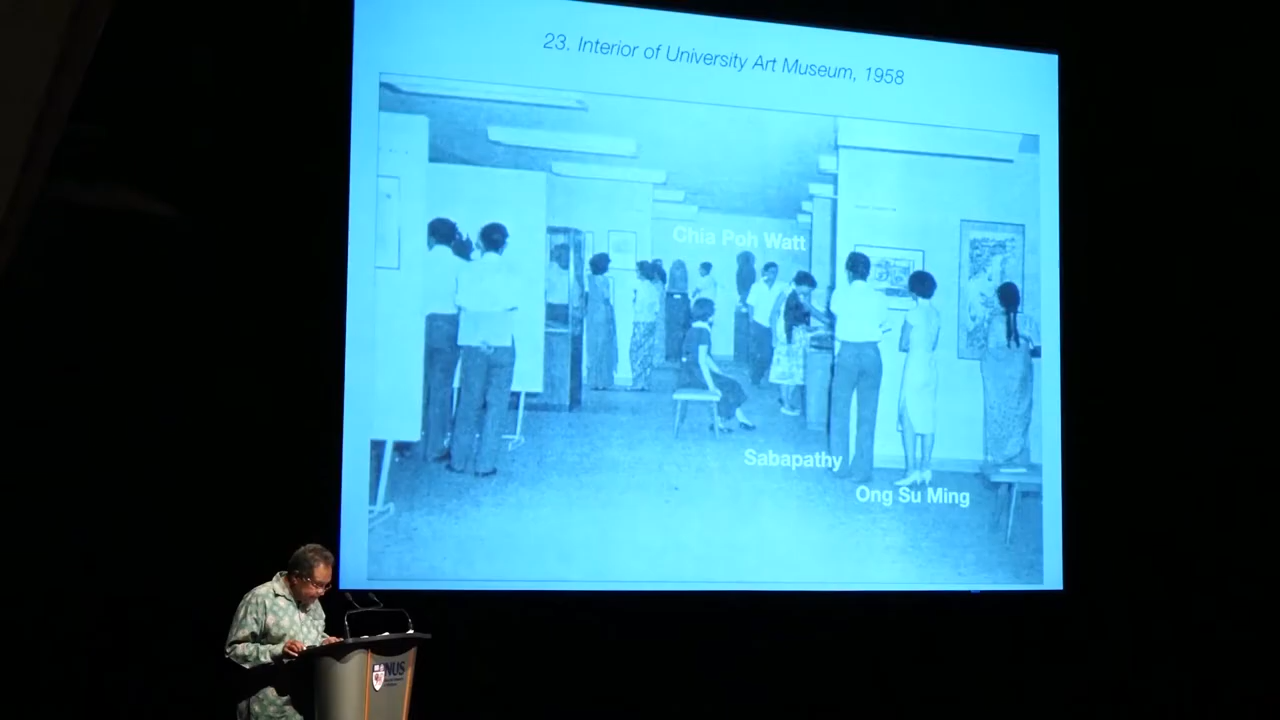 23. Interior of University Art Museum, 1958
Chia Poh Watt
Sabapathy
Ong Su Ming
NUS